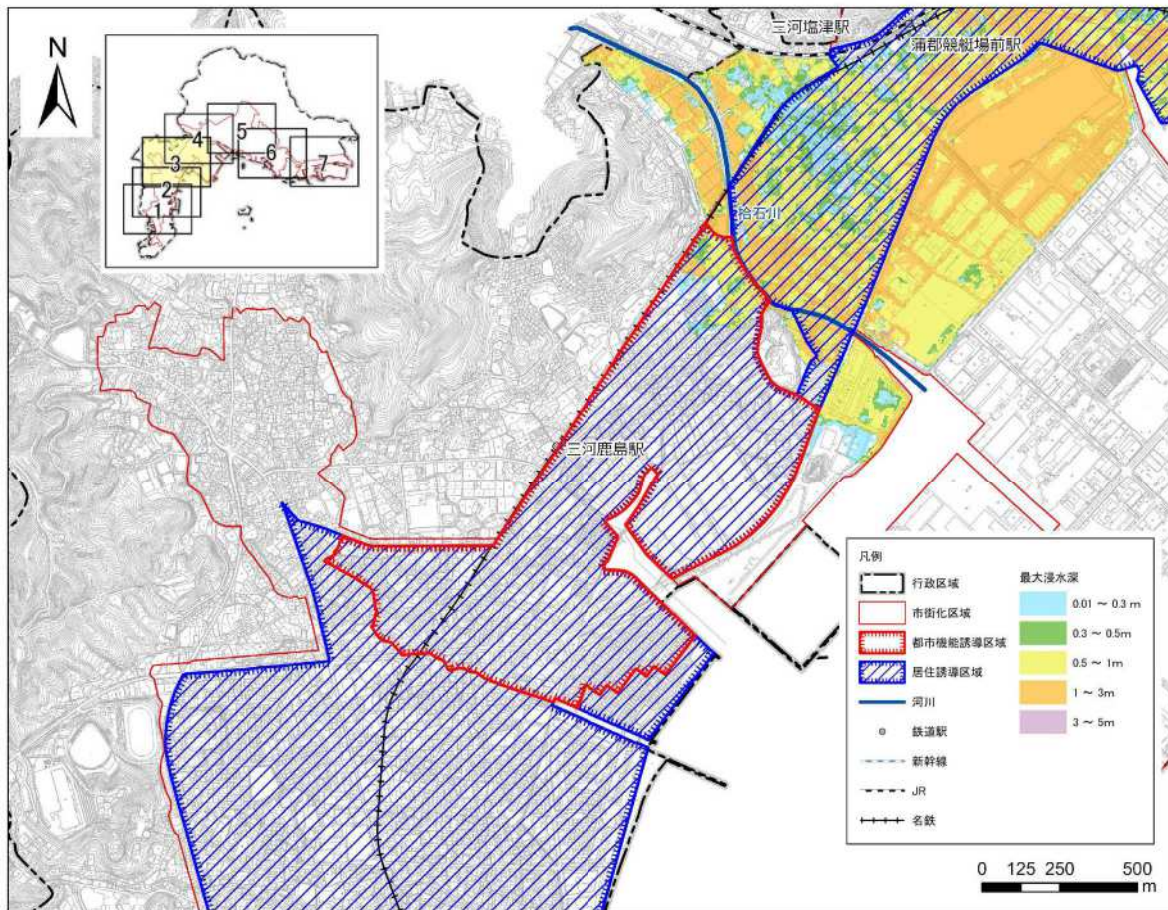 三河塩津駅
蒲郡競艇場前駅
N
4
5
3
6
7
2
1
拾石川
三河鹿島駅
凡例
行政区域
市街化区域
都市機能誘導区域
居住誘導区域
河川
鉄道駅
新幹線
JR
名鉄
最大浸水深
0.01 ～ 0.3 m
0.3 ～ 0.5m
0.5 ～ 1m
1 ～ 3m
3 ～ 5m
0 125 250 500
m